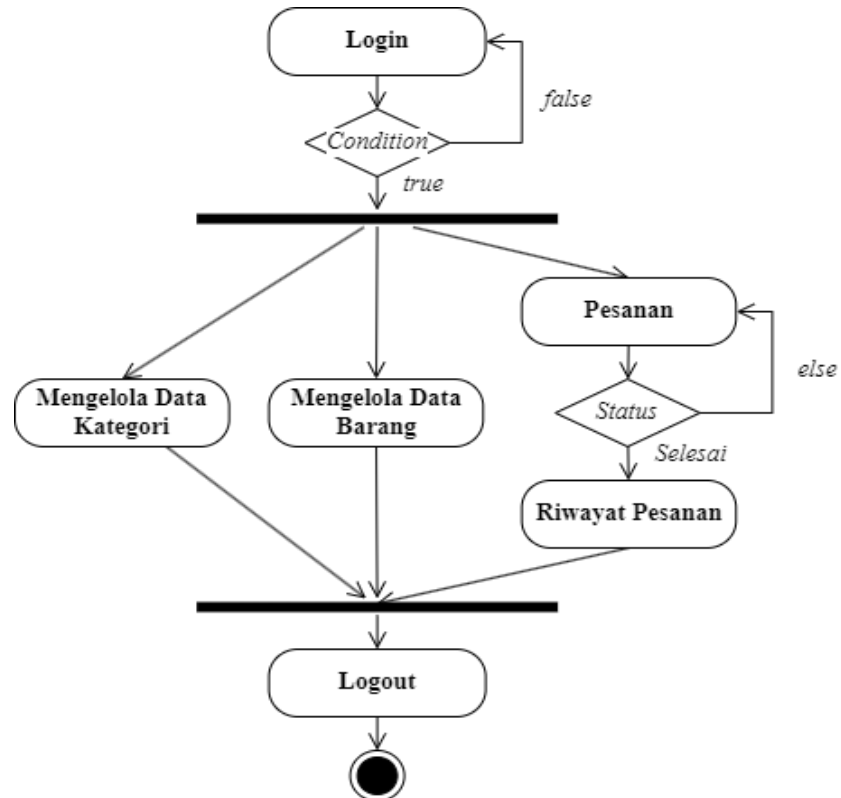 Login
false
Condition
true
Pesanan
else
Mengelola Data
Kategori
Mengelola Data
Barang
Status
Selesai
Riwayat Pesanan
Logout